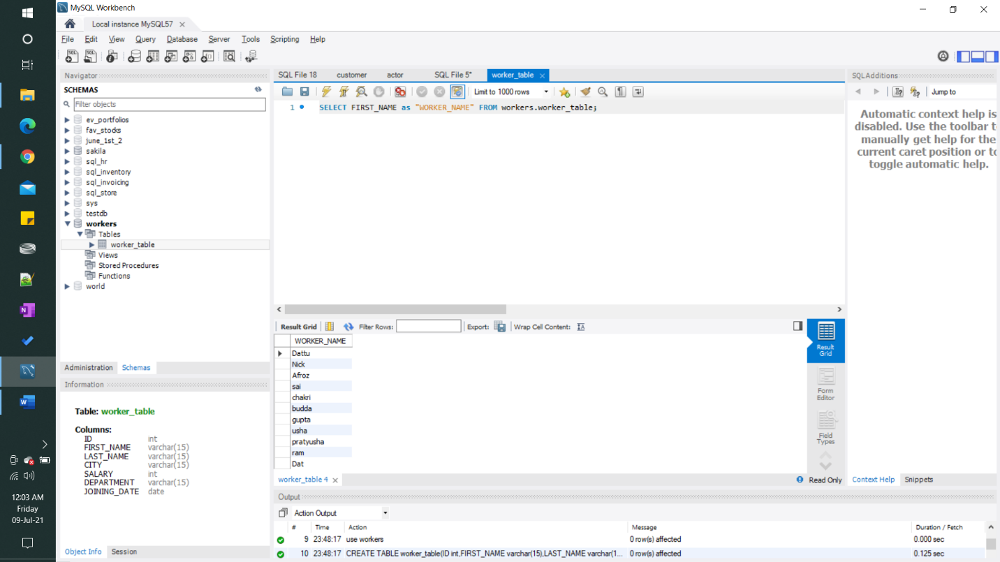 MySQL Workbench
Local instance MySQL57
File Edit View Query Database Server Tools Scripting Help
Navigator
SCHEMAS
Filter objects
ev_portfolios
fav_stocks
june_1st_2
sakila
sql_hr
sql_inventory
sql_invoicing
sql_store
sys
testdb
workers
Tables
worker_table
Views
Stored Procedures
Functions
world
Administration Schemas
Information
Table: worker_table
Columns:
ID int
FIRST_NAME varchar(15)
LAST_NAME varchar(15)
CITY varchar(15)
SALARY int
DEPARTMENT varchar(15)
JOINING_DATE date
Object Info Session
SQL File 18 customer actor SQL File 5* worker_table
Limit to 1000 rows
1 SELECT FIRST_NAME as "WORKER_NAME" FROM workers.worker_table;
Result Grid Filter Rows: Export: Wrap Cell Content:
WORKER_NAME
Dattu
Nick
Afroz
sai
chakri
budda
gupta
usha
pratyusha
ram
Dat
Result
Grid
Form
Editor
Field
Types
worker_table 4
Read Only
Output
Action Output
# Time Action Message Duration / Fetch
9 23:48:17 use workers 0 row(s) affected 0.000 sec
10 23:48:17 CREATE TABLE worker_table(ID int,FIRST_NAME varchar(15),LAST_NAME varchar(1... 0 row(s) affected 0.125 sec
SQLAdditions
Jump to
Automatic context help is
disabled. Use the toolbar t
manually get help for the
current caret position or to
toggle automatic help.
Context Help Snippets
12:03 AM
Friday
09-Jul-21